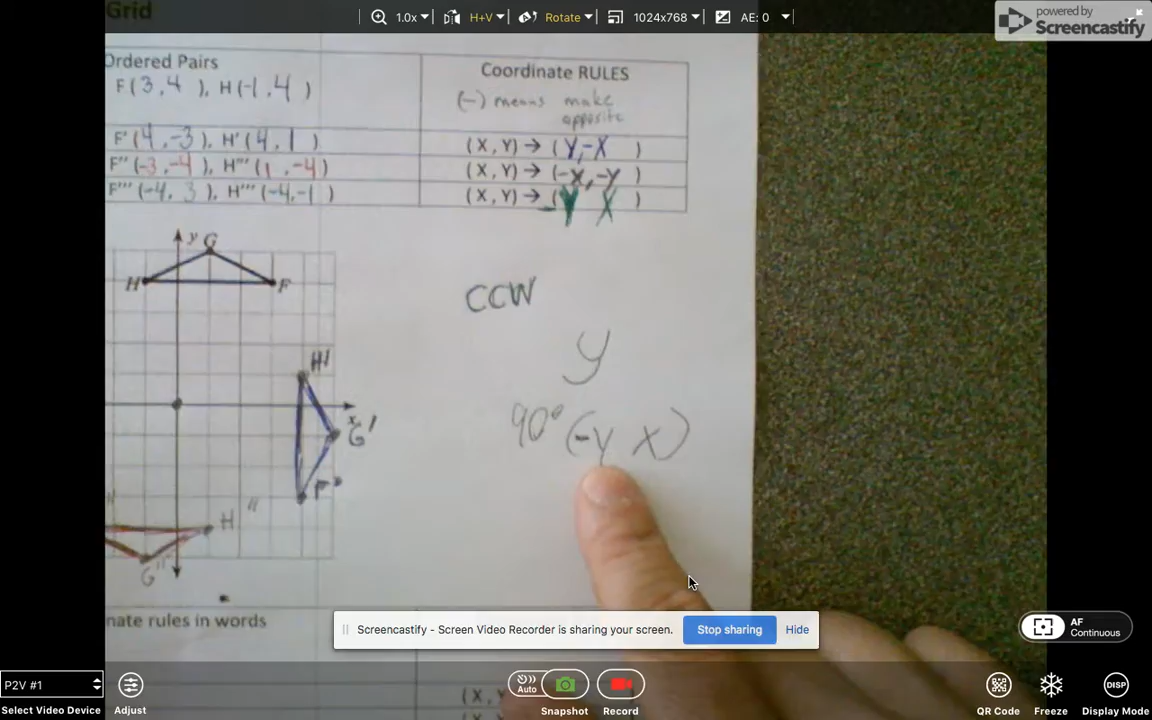 Grid
1.0x H+V Rotate 1024x768 AE: 0
powered by
Screencastify
Ordered Pairs
Coordinate RULES
F(3,4), H(-1,4)
(-) means make
opposite
F'(4,-3), H'(4,1)
(X,Y) → (Y,-X)
F''(-3,-4), H'''(1,-4)
(X,Y) → (-X,-Y)
F'''(-4,3), H'''(-4,-1)
(X,Y) → (-Y X)
y G
H F
CCW
H'
y
x G'
90° (-Y X)
F'
H"
G"
nate rules in words
Screencastify - Screen Video Recorder is sharing your screen. Stop sharing Hide
AF
Continuous
P2V #1
Auto
DISP
Select Video Device Adjust Snapshot Record QR Code Freeze Display Mode
(X, Y